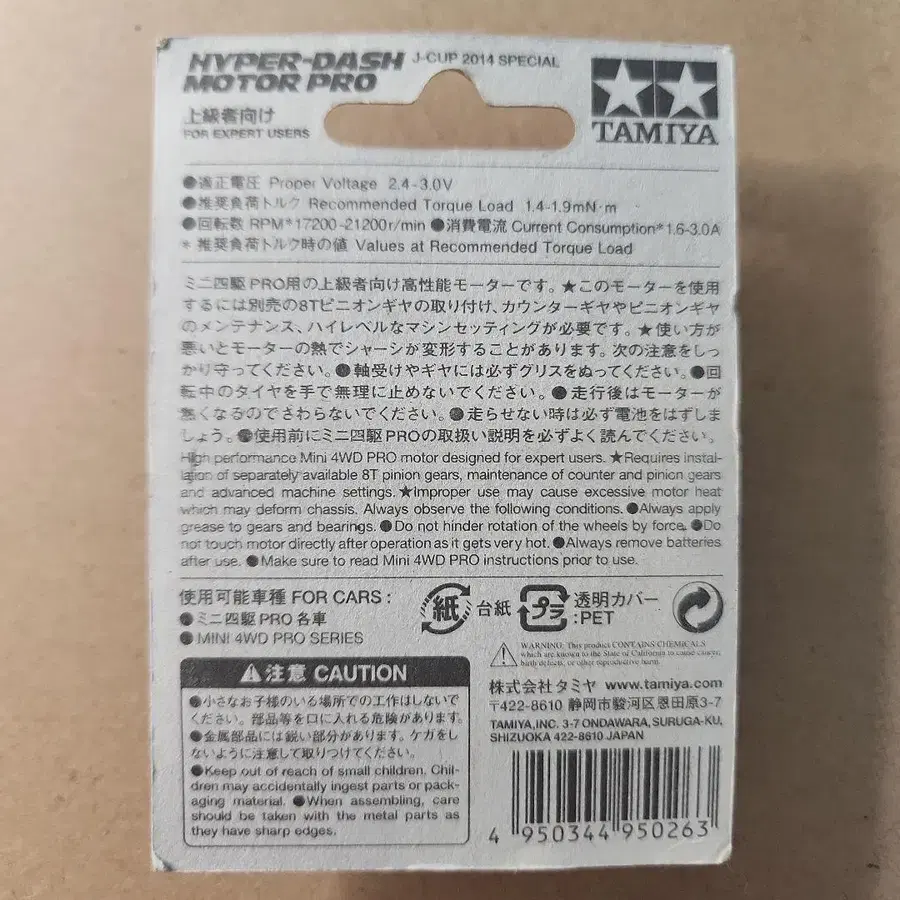 HYPER-DASH J-CUP 2014 SPECIAL
MOTOR PRO
上級者向け
FOR EXPERT USERS
TAMIYA
●適正電圧 Proper Voltage 2.4-3.0V
●推奨負荷トルク Recommended Torque Load 1.4-1.9mN·m
●回転数 RPM*17200-21200r/min ●消費電流 Current Consumption*1.6-3.0A
* 推奨負荷トルク時の値 Values at Recommended Torque Load
ミニ四駆PRO用の上級者向け高性能モーターです。★このモーターを使用
するには別売の8Tピニオンギヤの取り付け、カウンターギヤやピニオンギヤ
のメンテナンス、ハイレベルなマシンセッティングが必要です。★使い方が
悪いとモーターの熱でシャーシが変形することがあります。次の注意をしっ
かり守ってください。●軸受けやギヤには必ずグリスをぬってください。●回
転中のタイヤを手で無理に止めないでください。●走行後はモーターが
熱くなるのでさわらないでください。●走らせない時は必ず電池をはずしま
しょう。●使用前にミニ四駆PROの取扱い説明を必ずよく読んでください。
High performance Mini 4WD PRO motor designed for expert users. ★Requires instal-
lation of separately available 8T pinion gears, maintenance of counter and pinion gears
and advanced machine settings. ★Improper use may cause excessive motor heat
which may deform chassis. Always observe the following conditions. ●Always apply
grease to gears and bearings. ●Do not hinder rotation of the wheels by force. ●Do
not touch motor directly after operation as it gets very hot. ●Always remove batteries
after use. ●Make sure to read Mini 4WD PRO instructions prior to use.
使用可能車種 FOR CARS :
●ミニ四駆PRO各車
●MINI 4WD PRO SERIES
紙 台紙
プラ 透明カバー
:PET
WARNING: This product CONTAINS CHEMICALS
which are known to the State of California to cause cancer,
birth defects, or other reproductive harm.
注意 CAUTION
●小さなお子様のいる場所での工作はしないで
ください。部品等を口に入れる危険があります。
●金属部品には鋭い部分があります。ケガをし
ないように注意して取りつけてください。
●Keep out of reach of small children. Chil-
dren may accidentally ingest parts or pack-
aging material. ●When assembling, care
should be taken with the metal parts as
they have sharp edges.
株式会社タミヤ www.tamiya.com
〒422-8610 静岡市駿河区恩田原3-7
TAMIYA, INC. 3-7 ONDAWARA, SURUGA-KU,
SHIZUOKA 422-8610 JAPAN
4 950344 950263